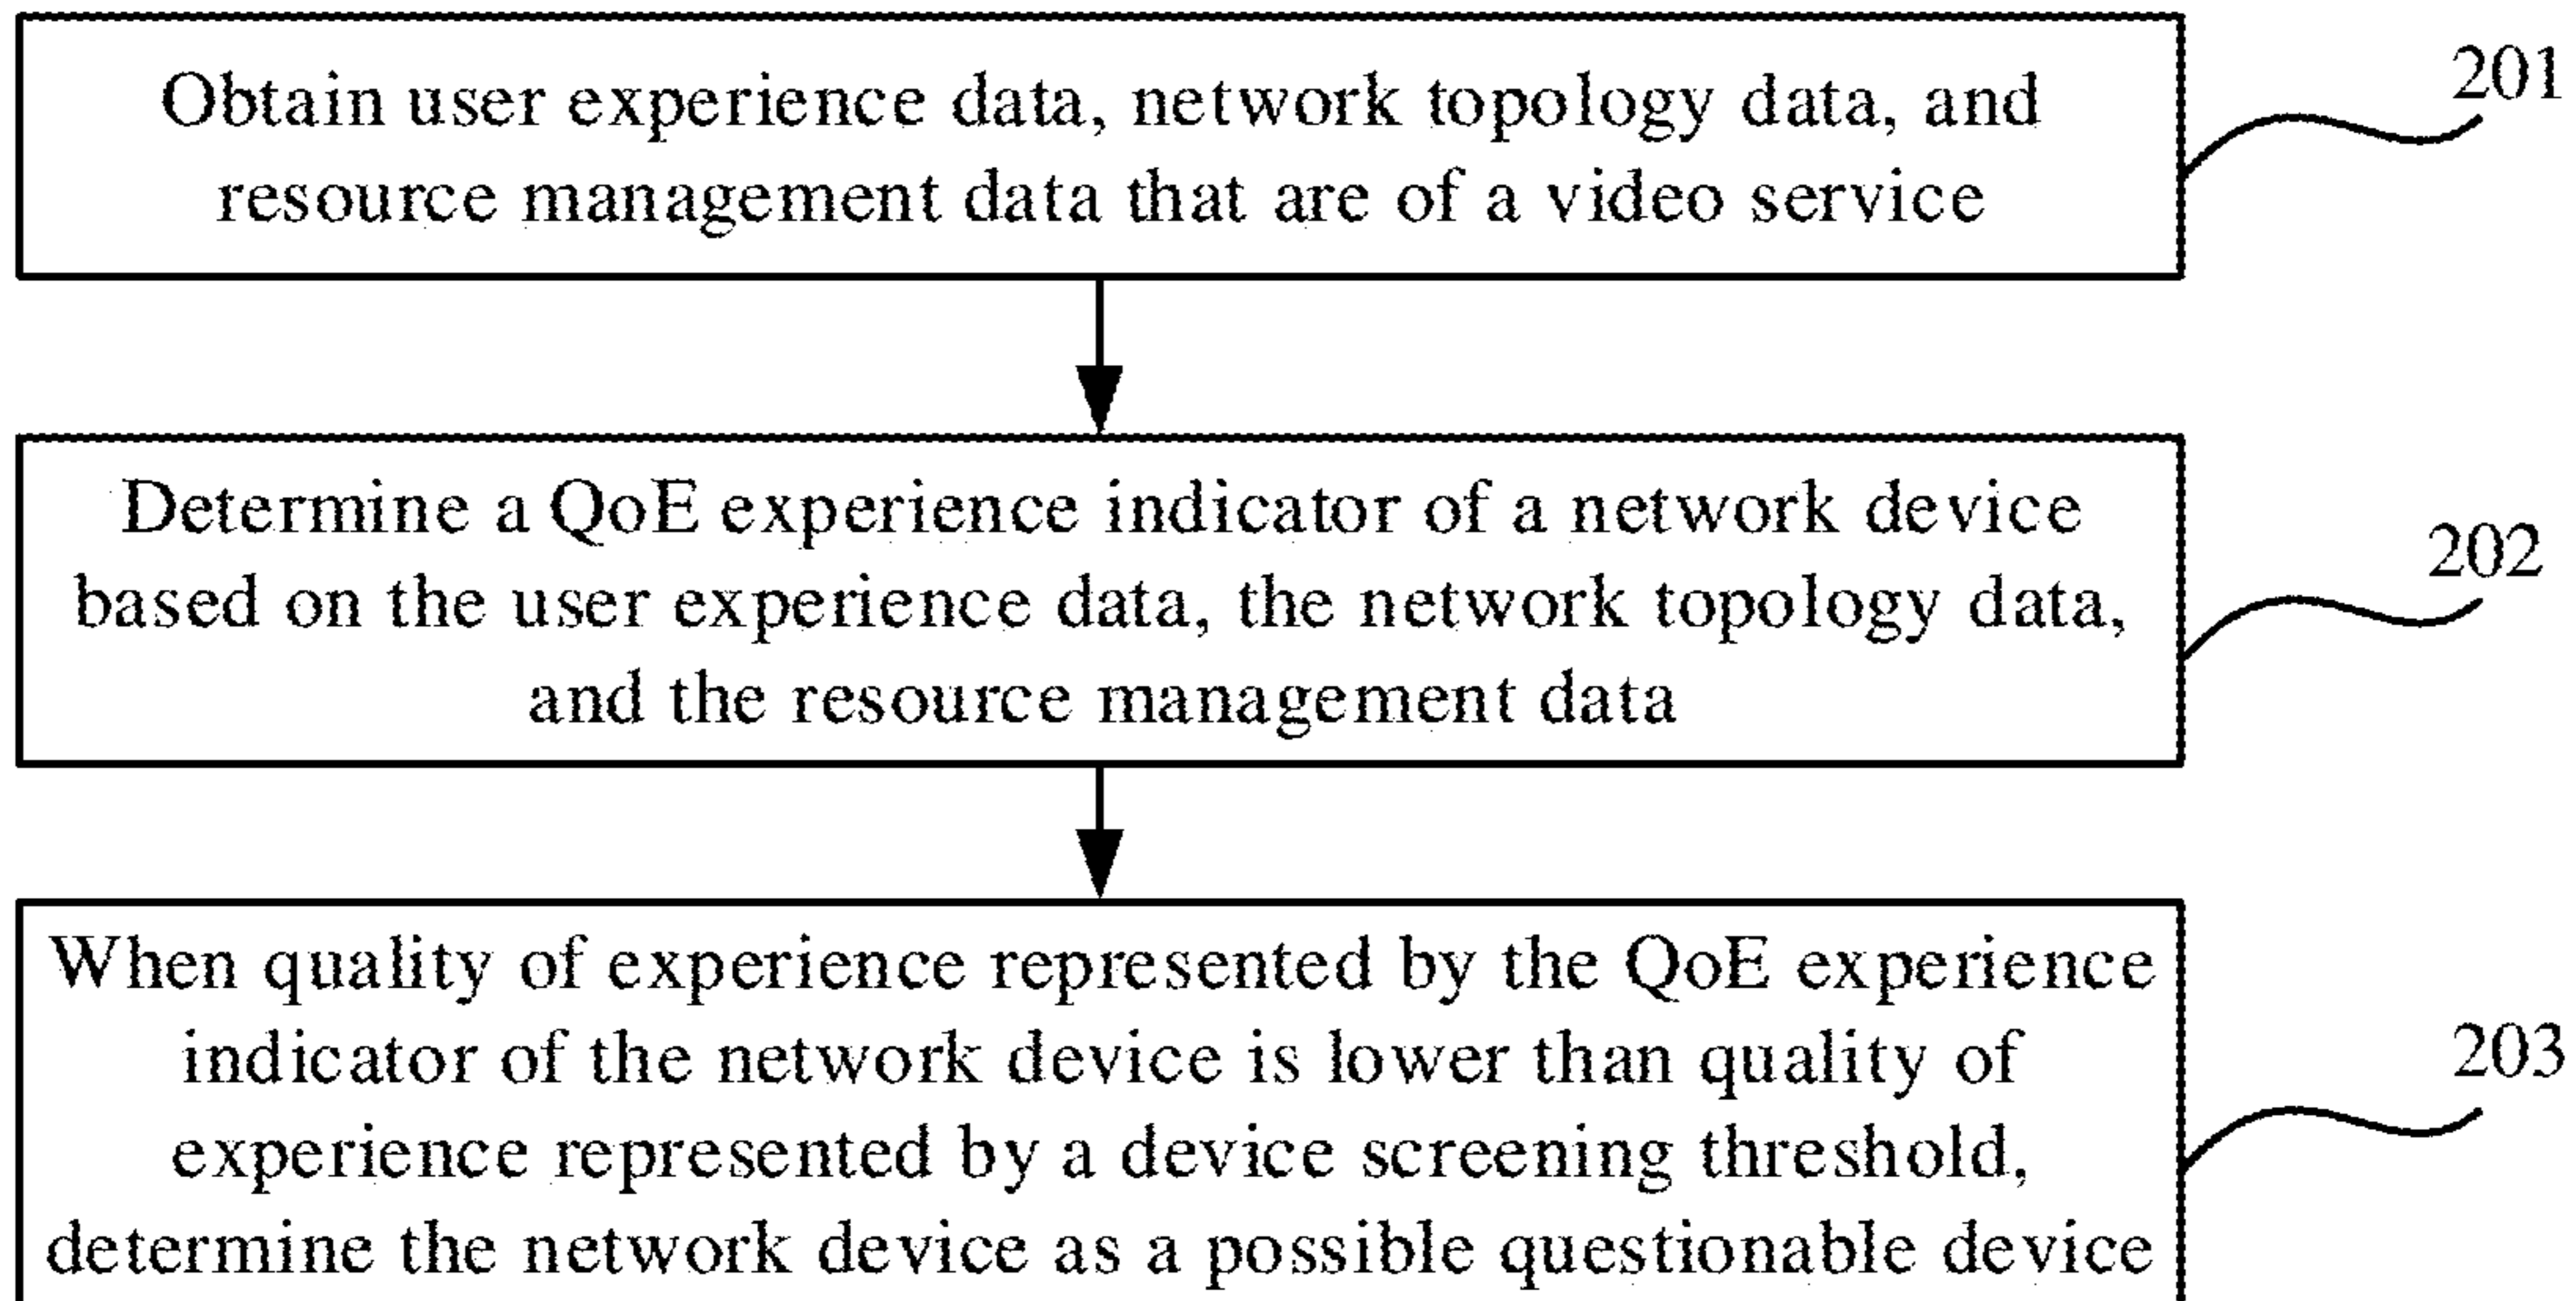 Obtain user experience data, network topology data, and
resource management data that are of a video service
201
Determine a QoE experience indicator of a network device
based on the user experience data, the network topology data,
and the resource management data
202
When quality of experience represented by the QoE experience
indicator of the network device is lower than quality of
experience represented by a device screening threshold,
determine the network device as a possible questionable device
203